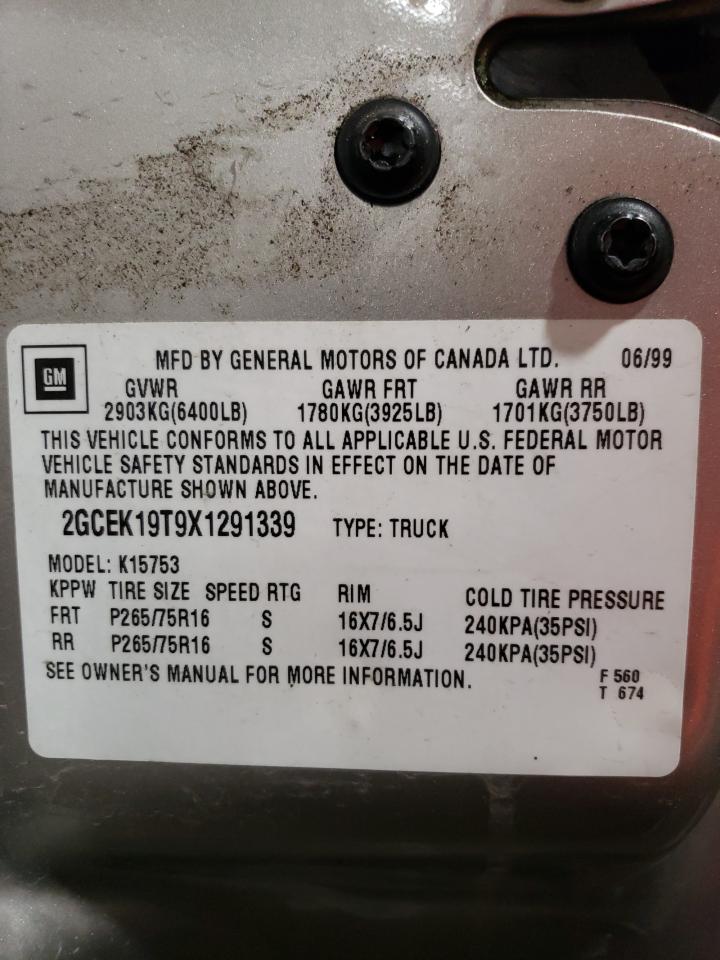 GM
MFD BY GENERAL MOTORS OF CANADA LTD. 06/99
GVWR GAWR FRT GAWR RR
2903KG(6400LB) 1780KG(3925LB) 1701KG(3750LB)
THIS VEHICLE CONFORMS TO ALL APPLICABLE U.S. FEDERAL MOTOR
VEHICLE SAFETY STANDARDS IN EFFECT ON THE DATE OF
MANUFACTURE SHOWN ABOVE.
2GCEK19T9X1291339 TYPE: TRUCK
MODEL: K15753
KPPW TIRE SIZE SPEED RTG RIM COLD TIRE PRESSURE
FRT P265/75R16 S 16X7/6.5J 240KPA(35PSI)
RR P265/75R16 S 16X7/6.5J 240KPA(35PSI)
SEE OWNER'S MANUAL FOR MORE INFORMATION.
F 560
T 674